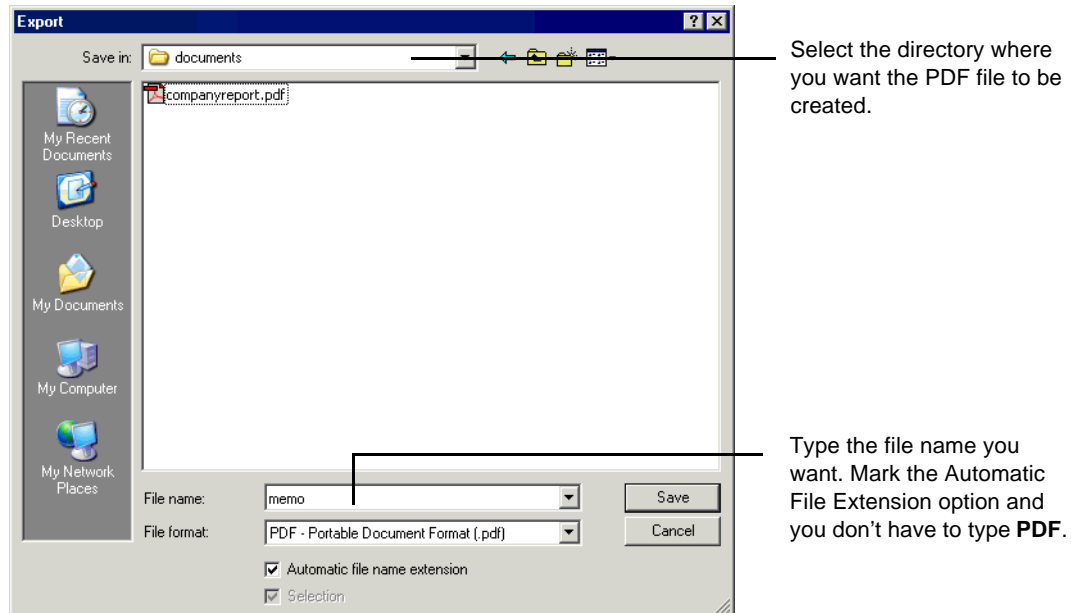 Export
Save in:
documents
Select the directory where
you want the PDF file to be
created.
companyreport.pdf
My Recent
Documents
Desktop
My Documents
My Computer
My Network
Places
Type the file name you
want. Mark the Automatic
File Extension option and
you don’t have to type PDF.
File name:
memo
Save
File format:
PDF - Portable Document Format (.pdf)
Cancel
Automatic file name extension
Selection